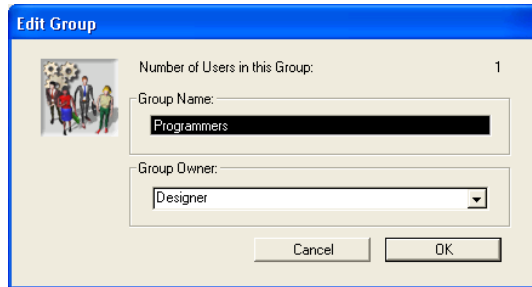 Edit Group
Number of Users in this Group: 1
Group Name:
Programmers
Group Owner:
Designer
Cancel OK